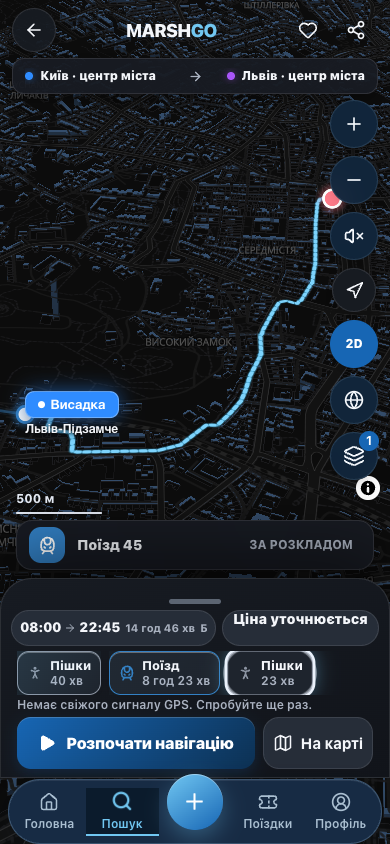 ШТІЛЛЕРІВКА
MARSHGO
Київ · центр міста → Львів · центр міста
ЛИЧАКІВ
СЕРЕДМІСТЯ
2D
ВИСОКИЙ ЗАМОК
Висадка
Львів-Підзамче
1
500 м
Поїзд 45
ЗА РОЗКЛАДОМ
08:00 → 22:45 14 год 46 хв Б
Ціна уточнюється
Пішки
40 хв
Поїзд
8 год 23 хв
Пішки
23 хв
Немає свіжого сигналу GPS. Спробуйте ще раз.
Розпочати навігацію
На карті
Головна
Пошук
Поїздки
Профіль